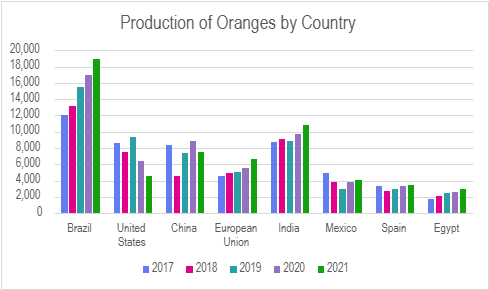 Production of Oranges by Country
20,000
18,000
16,000
14,000
12,000
10,000
8,000
6,000
4,000
2,000
0
Brazil
United
States
China
European
Union
India
Mexico
Spain
Egypt
2017 2018 2019 2020 2021